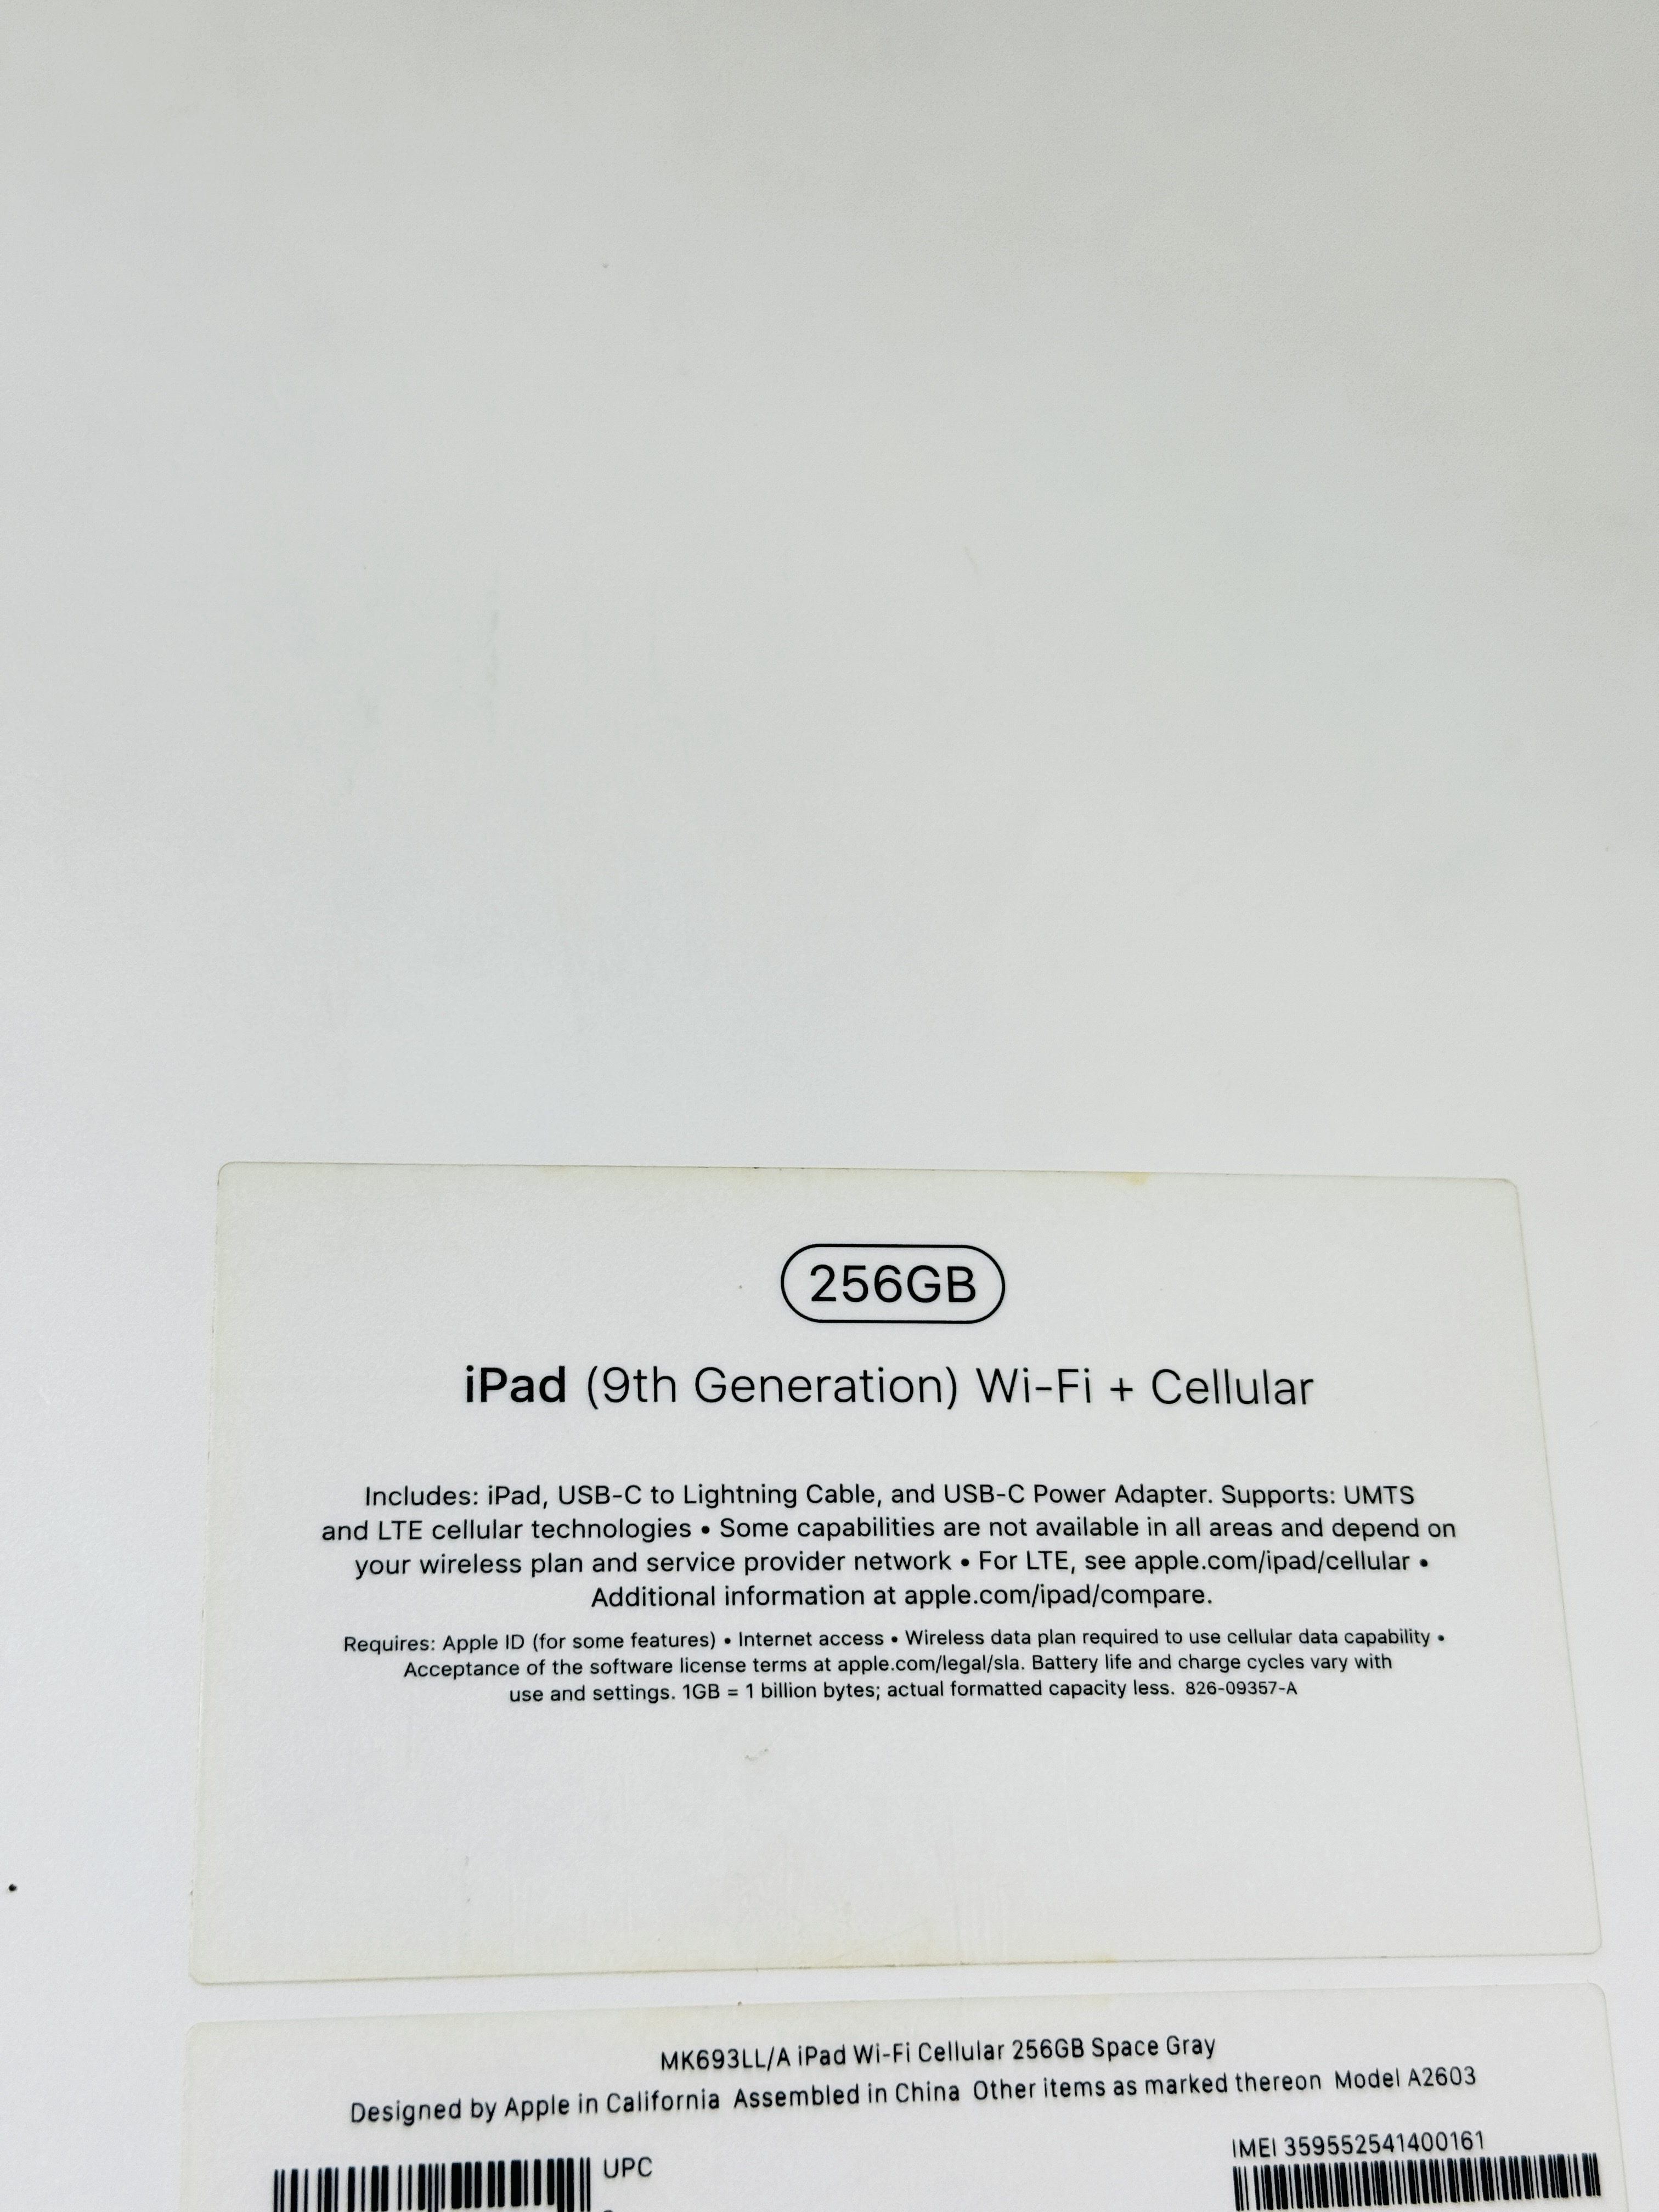 256GB
iPad (9th Generation) Wi-Fi + Cellular
Includes: iPad, USB-C to Lightning Cable, and USB-C Power Adapter. Supports: UMTS
and LTE cellular technologies • Some capabilities are not available in all areas and depend on
your wireless plan and service provider network • For LTE, see apple.com/ipad/cellular •
Additional information at apple.com/ipad/compare.
Requires: Apple ID (for some features) • Internet access • Wireless data plan required to use cellular data capability •
Acceptance of the software license terms at apple.com/legal/sla. Battery life and charge cycles vary with
use and settings. 1GB = 1 billion bytes; actual formatted capacity less. 826-09357-A
MK693LL/A iPad Wi-Fi Cellular 256GB Space Gray
Designed by Apple in California Assembled in China Other items as marked thereon Model A2603
IMEI 359552541400161
UPC